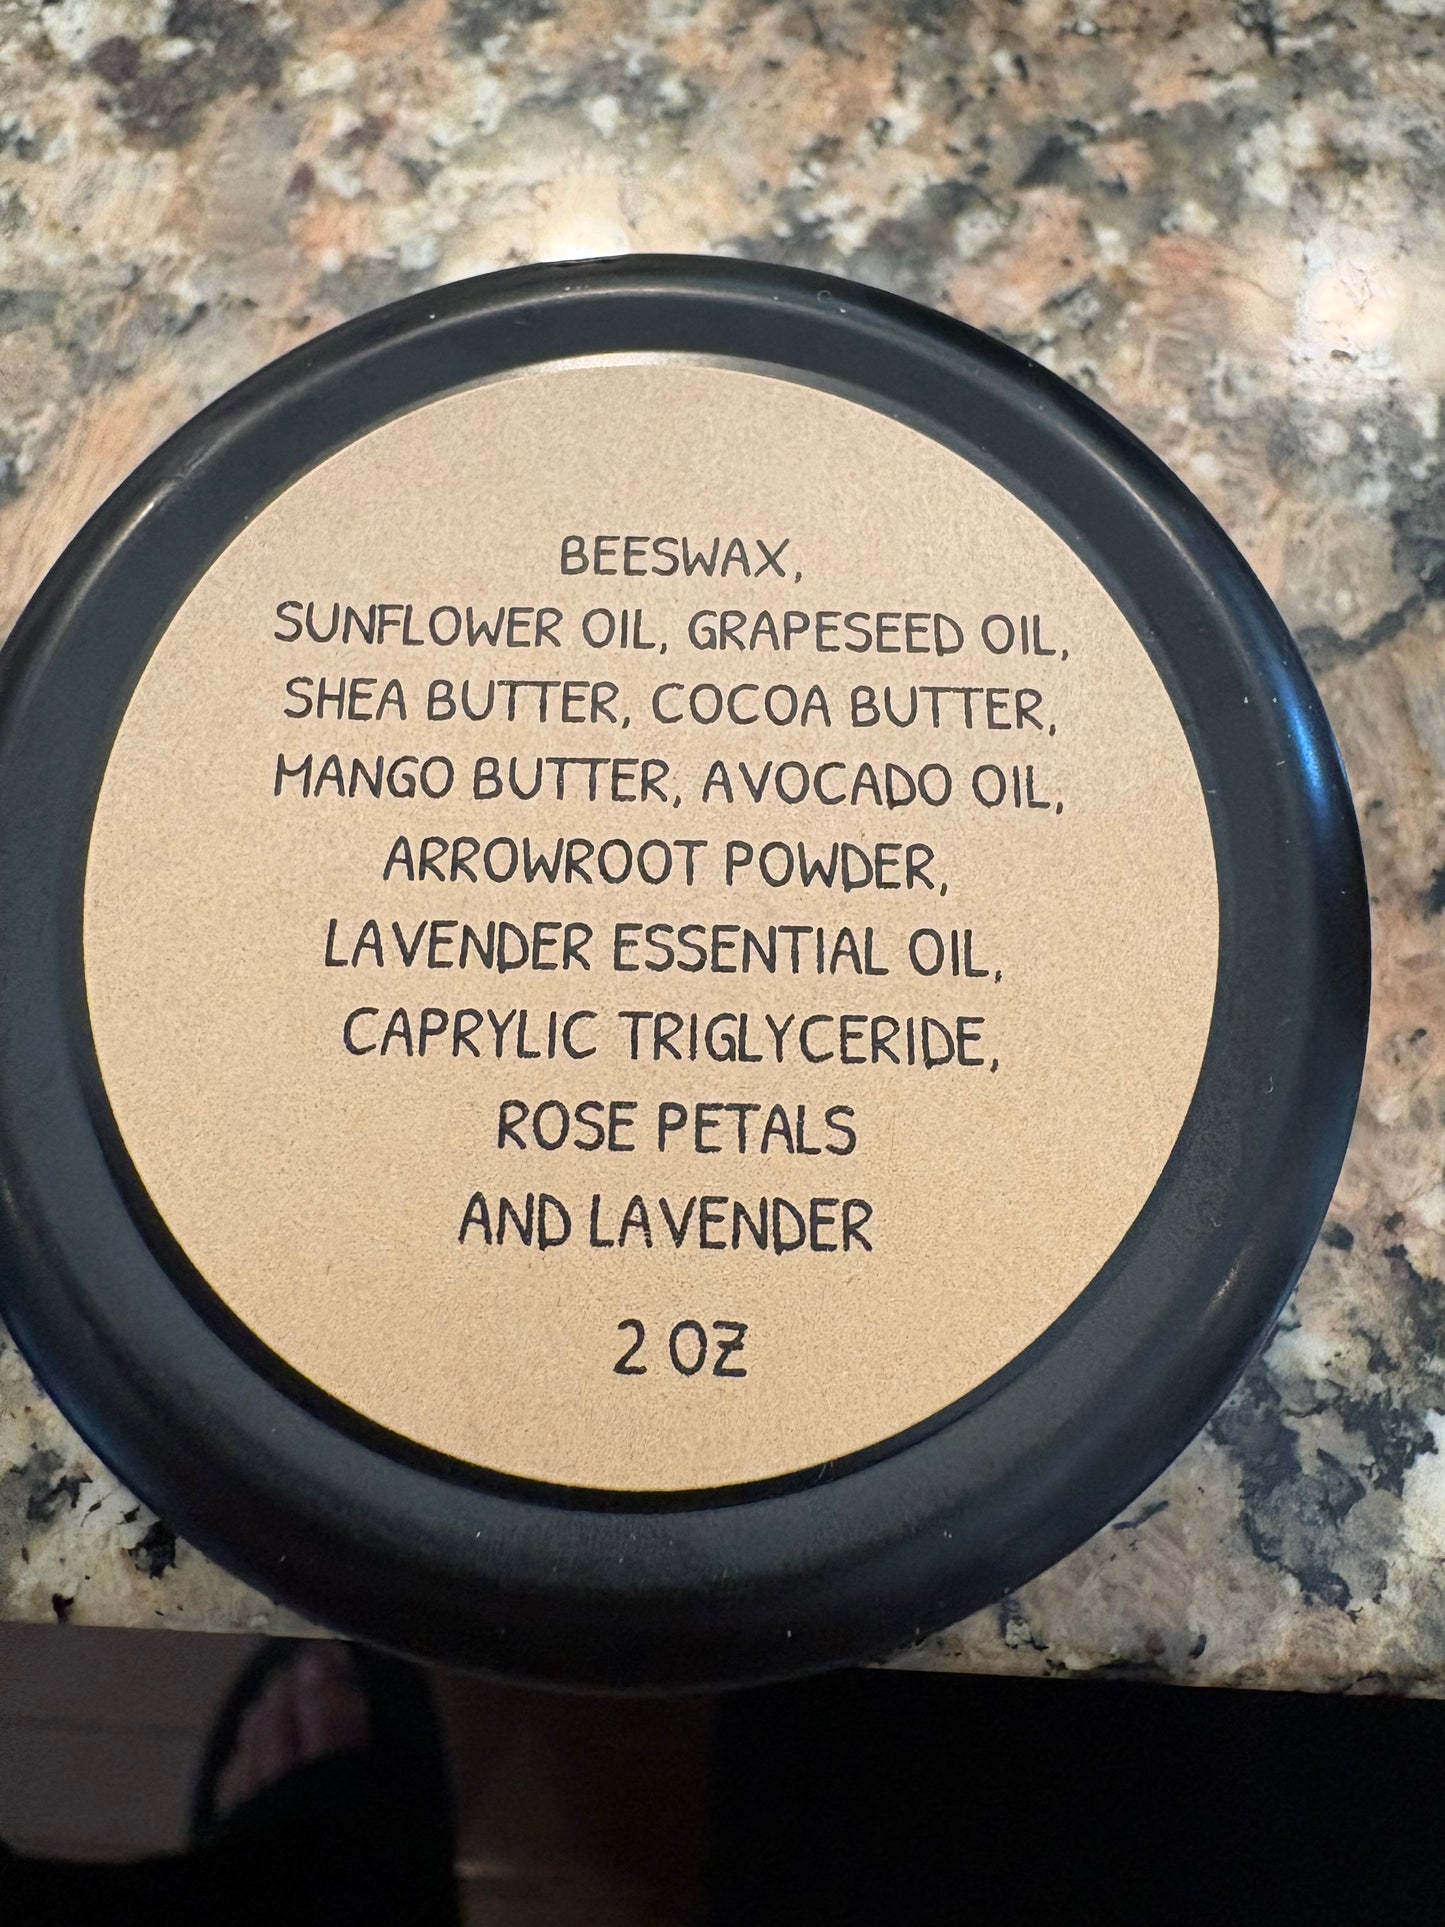 BEESWAX,
SUNFLOWER OIL, GRAPESEED OIL,
SHEA BUTTER, COCOA BUTTER,
MANGO BUTTER, AVOCADO OIL,
ARROWROOT POWDER,
LAVENDER ESSENTIAL OIL,
CAPRYLIC TRIGLYCERIDE,
ROSE PETALS
AND LAVENDER
2 OZ